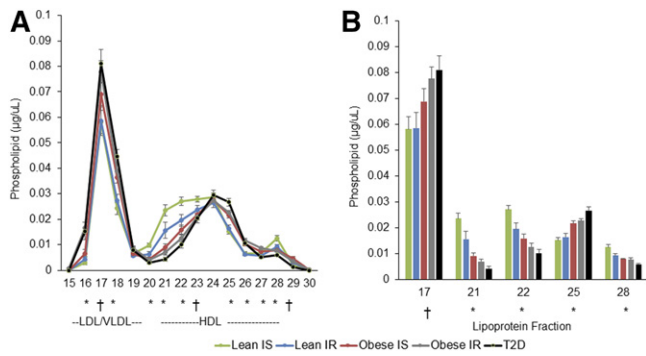 A
Phospholipid (µg/uL)
0.1
0.09
0.08
0.07
0.06
0.05
0.04
0.03
0.02
0.01
0
15 16 17 18 19 20 21 22 23 24 25 26 27 28 29 30
* † * * * * † * * * * †
--LDL/VLDL--- -----------HDL ---------------
B
Phospholipid (µg/uL)
0.1
0.09
0.08
0.07
0.06
0.05
0.04
0.03
0.02
0.01
0
17 21 22 25 28
† * * * *
Lipoprotein Fraction
Lean IS Lean IR Obese IS Obese IR T2D